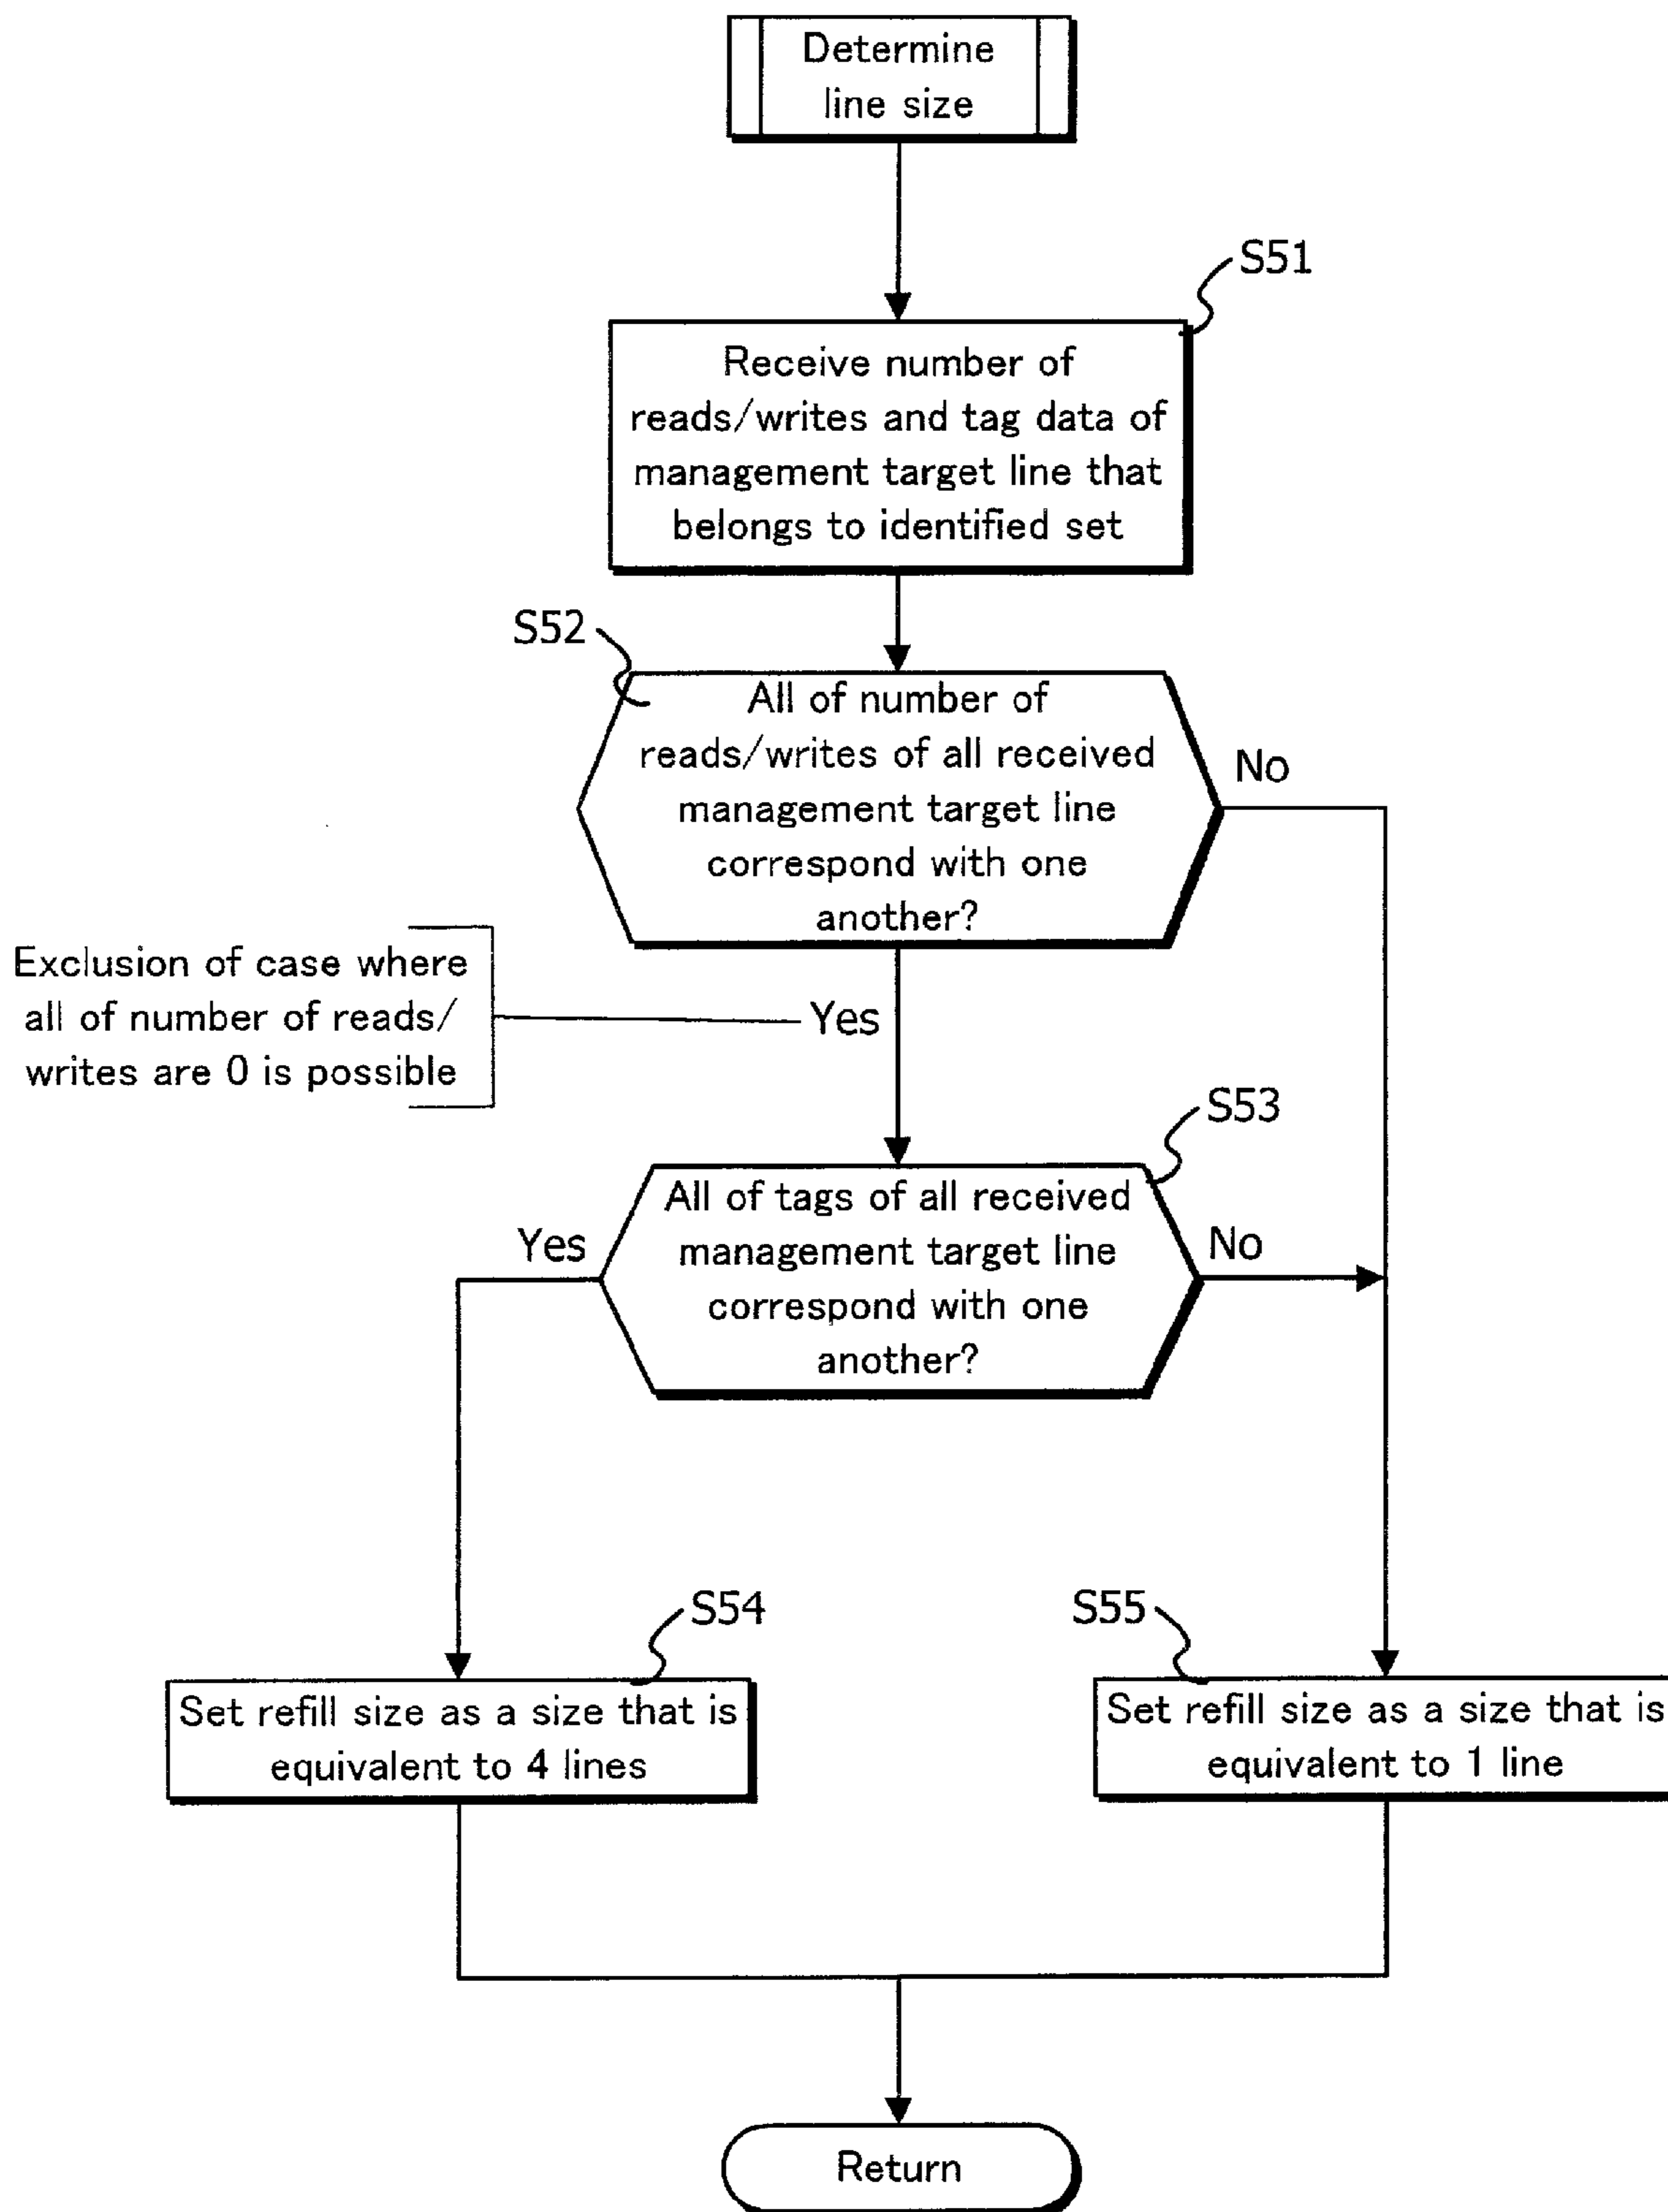 Determine
line size
S51
Receive number of
reads/writes and tag data of
management target line that
belongs to identified set
S52
All of number of
reads/writes of all received
management target line
correspond with one
another?
No
Exclusion of case where
all of number of reads/
writes are 0 is possible
Yes
S53
All of tags of all received
management target line
correspond with one
another?
Yes
No
S54
Set refill size as a size that is
equivalent to 4 lines
S55
Set refill size as a size that is
equivalent to 1 line
Return